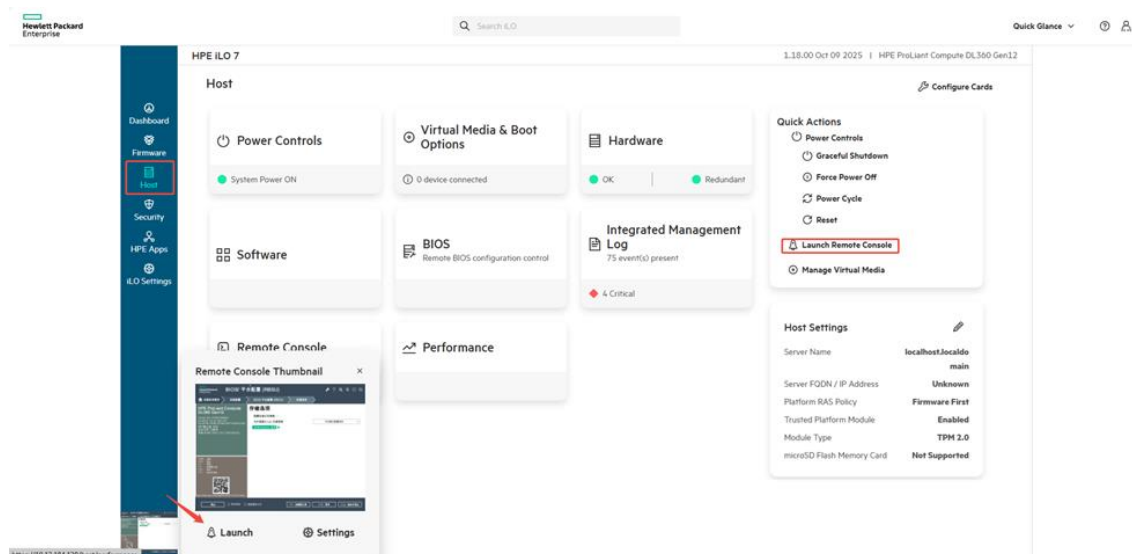 Hewlett Packard
Enterprise
Search iLO
Quick Glance
HPE iLO 7
1.18.00 Oct 09 2025 | HPE ProLiant Compute DL360 Gen12
Host
Configure Cards
Dashboard
Firmware
Host
Security
HPE Apps
iLO Settings
Power Controls
System Power ON
Virtual Media & Boot
Options
0 device connected
Hardware
OK
Redundant
Software
BIOS
Remote BIOS configuration control
Integrated Management
Log
75 event(s) present
4 Critical
Remote Console
Performance
Remote Console Thumbnail
Launch
Settings
Quick Actions
Power Controls
Graceful Shutdown
Force Power Off
Power Cycle
Reset
Launch Remote Console
Manage Virtual Media
Host Settings
Server Name
localhost.localdo
main
Server FQDN / IP Address
Unknown
Platform RAS Policy
Firmware First
Trusted Platform Module
Enabled
Module Type
TPM 2.0
microSD Flash Memory Card
Not Supported